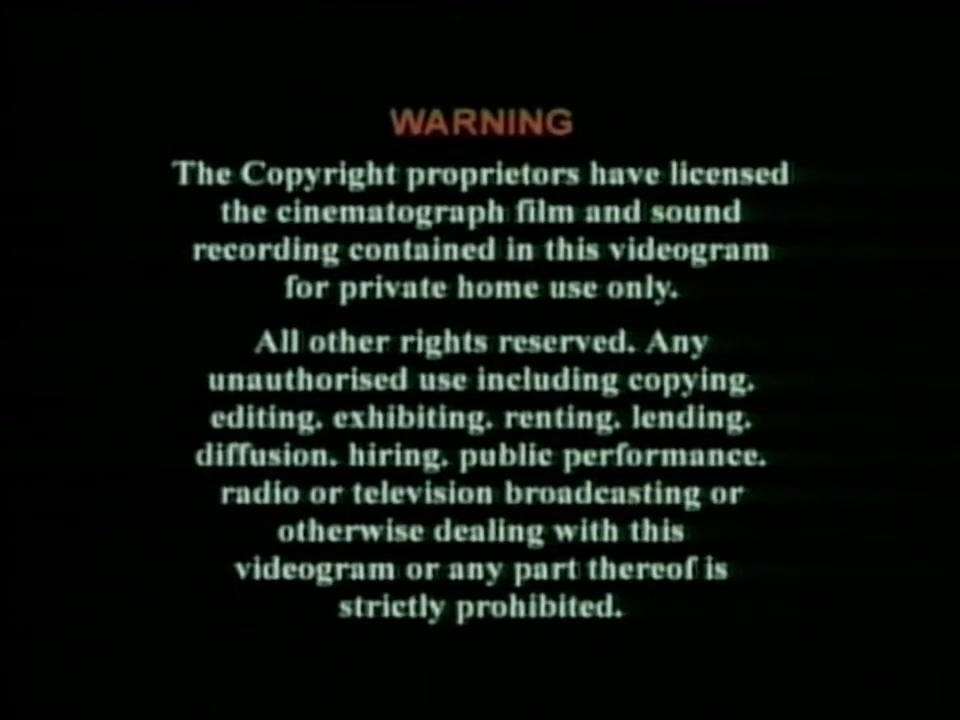 WARNING
The Copyright proprietors have licensed
the cinematograph film and sound
recording contained in this videogram
for private home use only.
All other rights reserved. Any
unauthorised use including copying,
editing, exhibiting, renting, lending,
diffusion, hiring, public performance,
radio or television broadcasting or
otherwise dealing with this
videogram or any part thereof is
strictly prohibited.